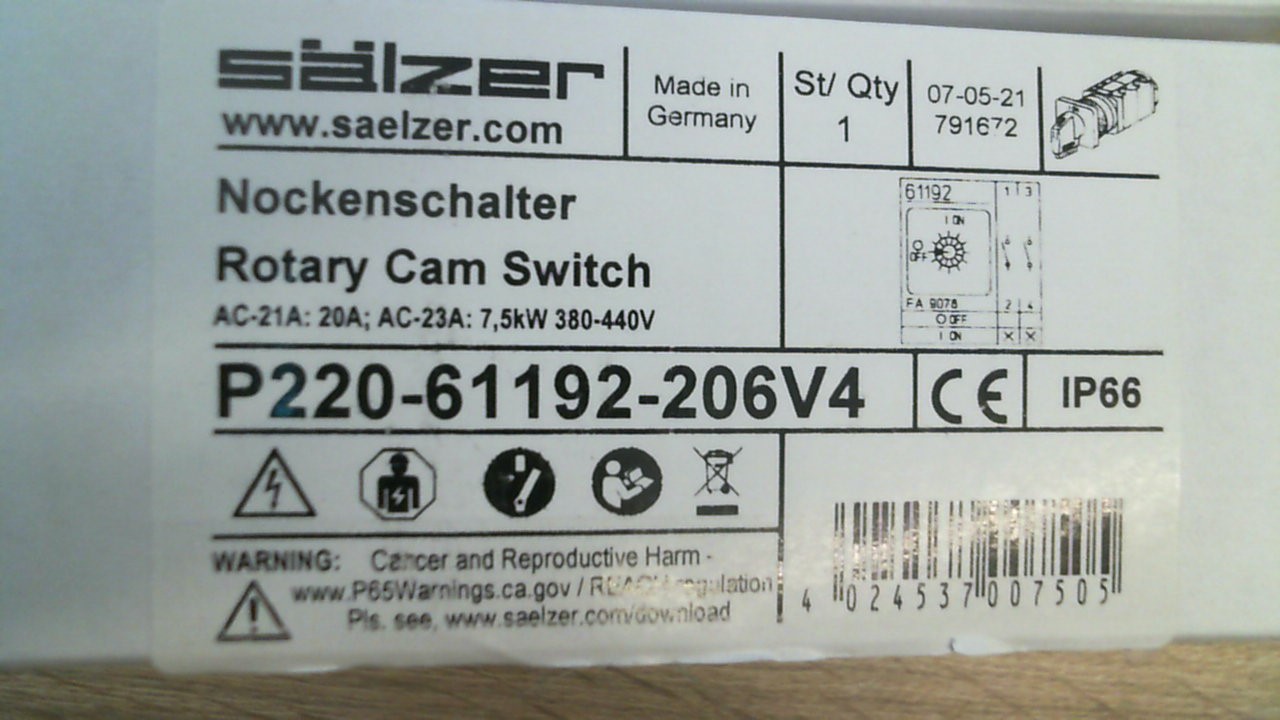 sälzer
www.saelzer.com
Made in
Germany
St/ Qty
1
07-05-21
791672
Nockenschalter
Rotary Cam Switch
AC-21A: 20A; AC-23A: 7,5kW 380-440V
61192
1 3
I ON
O
OFF
FA 9078
2 4
O OFF
I ON
P220-61192-206V4
CE
IP66
WARNING: Cancer and Reproductive Harm -
www.P65Warnings.ca.gov / REACH regulation
Pls. see, www.saelzer.com/download
4 024537 007505